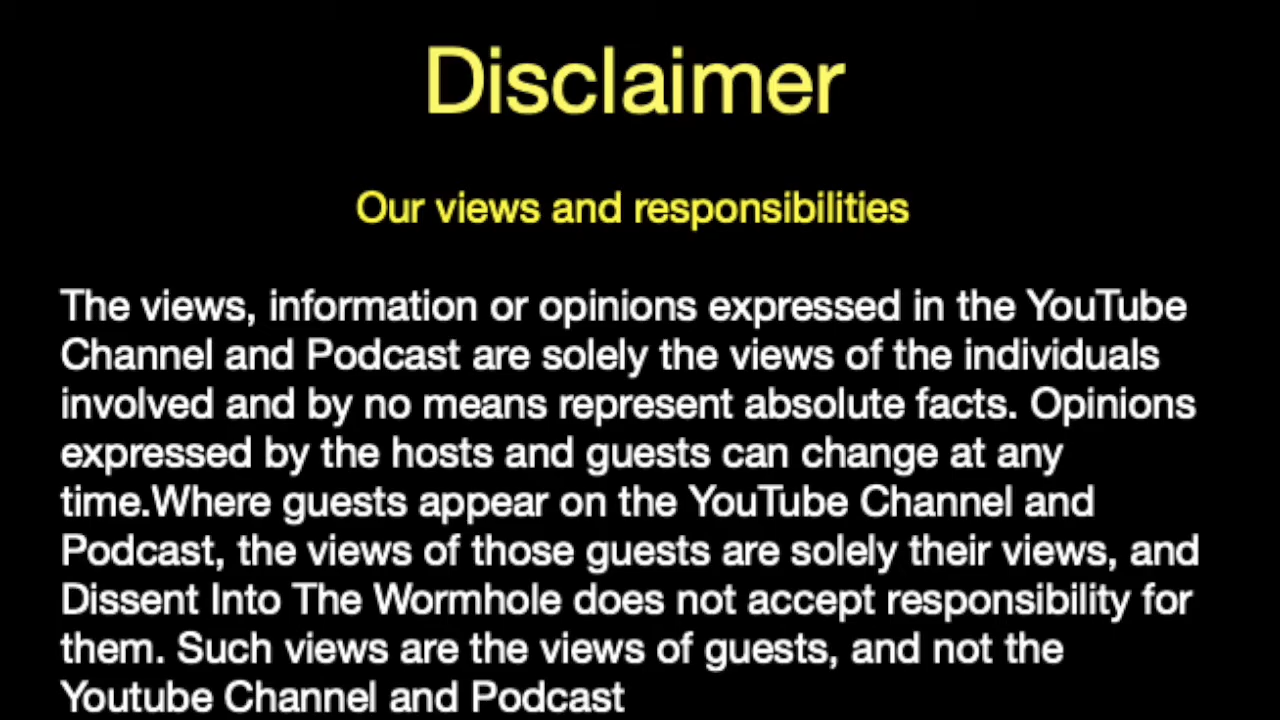 Disclaimer
Our views and responsibilities
The views, information or opinions expressed in the YouTube
Channel and Podcast are solely the views of the individuals
involved and by no means represent absolute facts. Opinions
expressed by the hosts and guests can change at any
time.Where guests appear on the YouTube Channel and
Podcast, the views of those guests are solely their views, and
Dissent Into The Wormhole does not accept responsibility for
them. Such views are the views of guests, and not the
Youtube Channel and Podcast